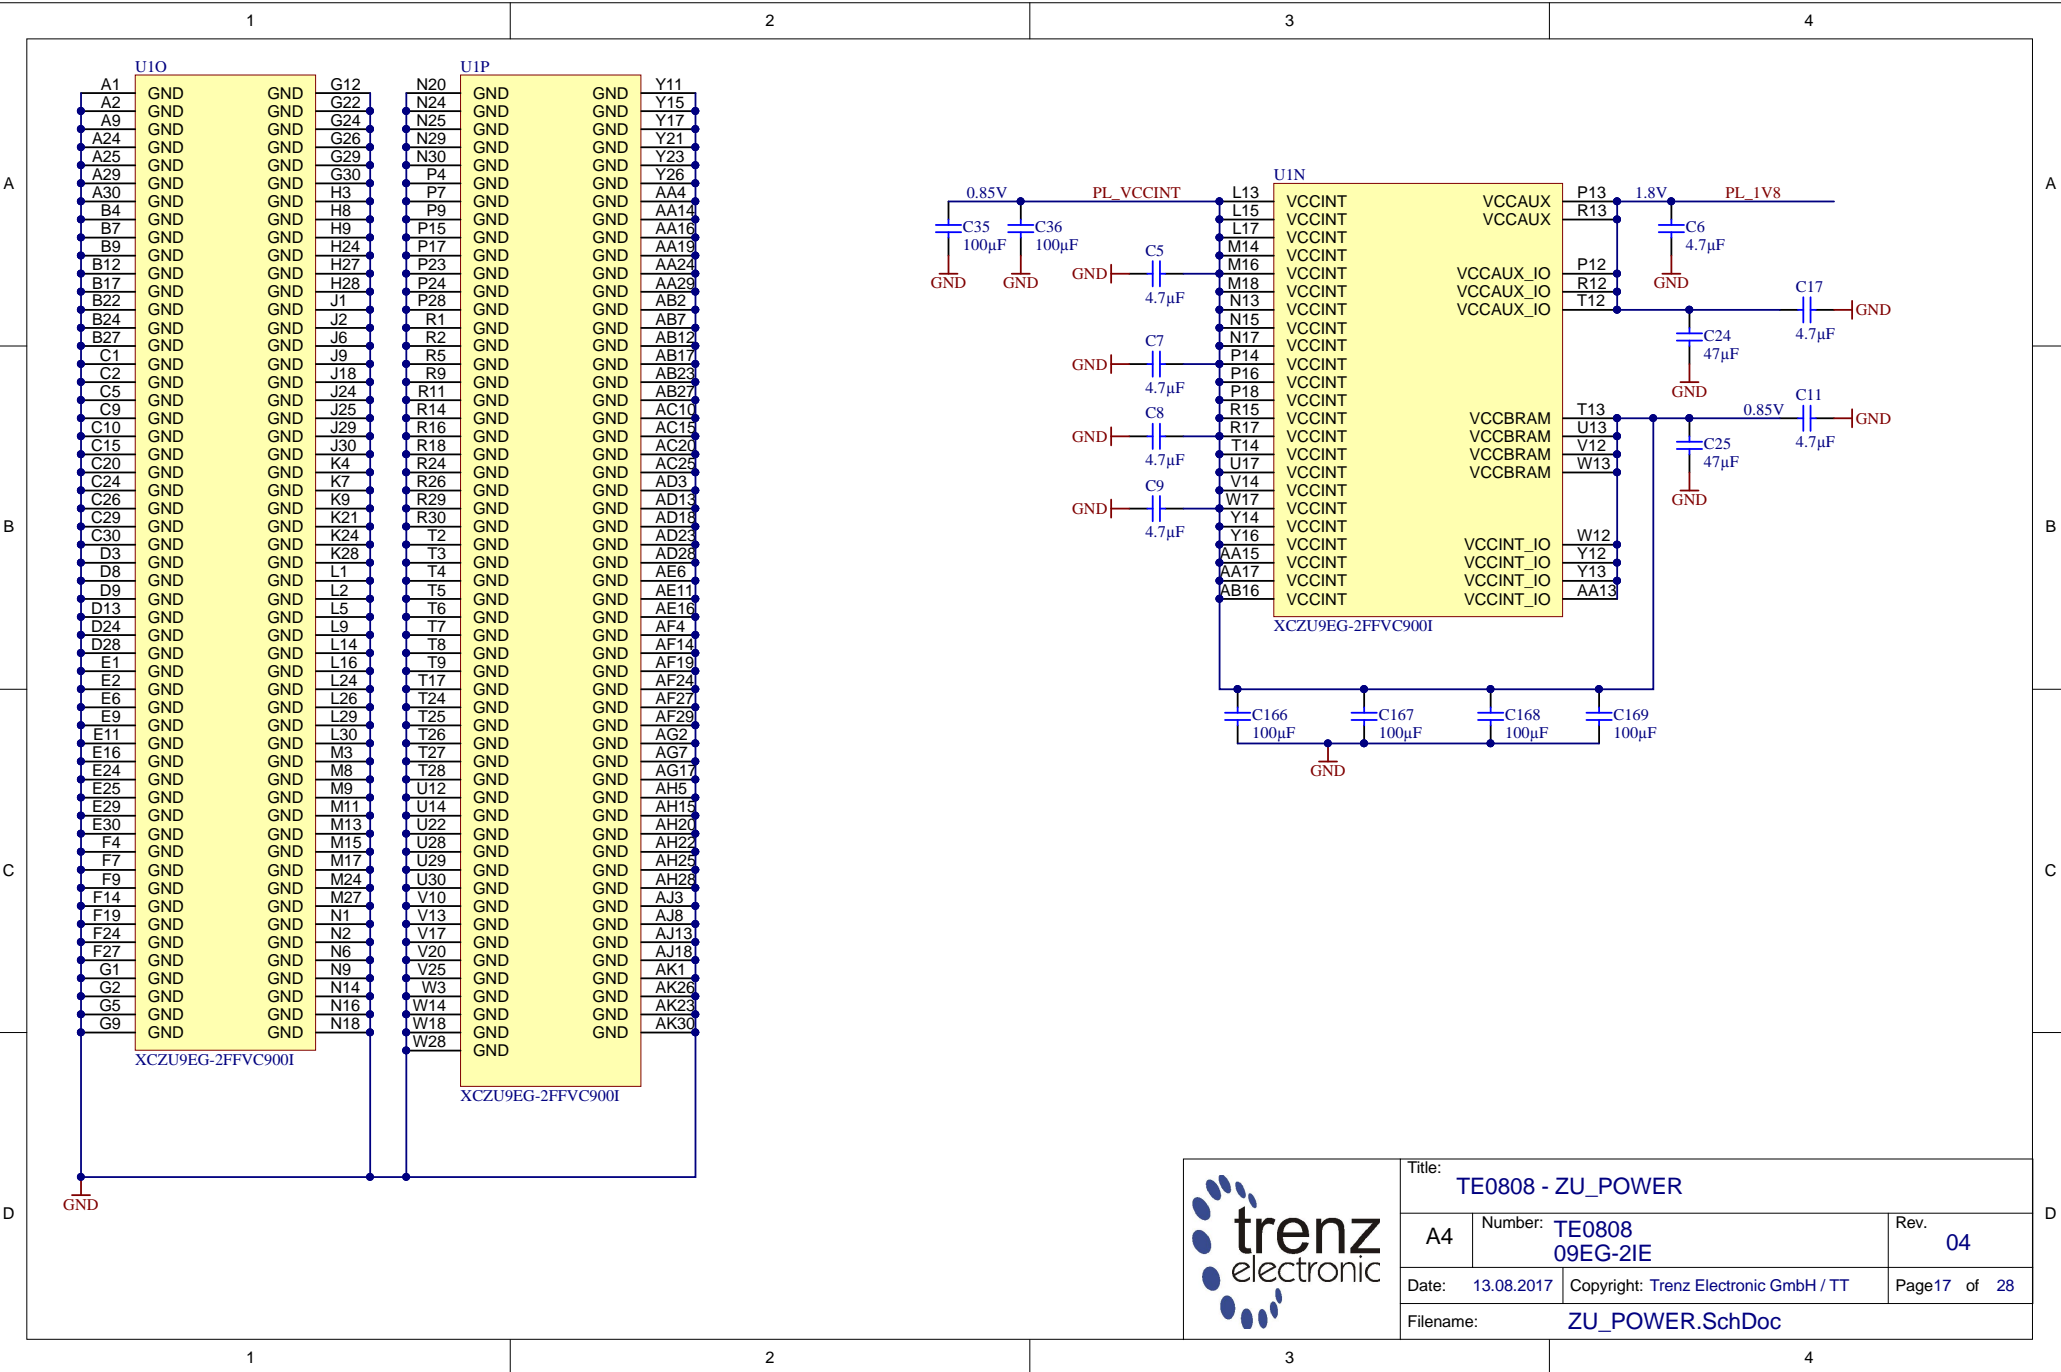 1 2 3 4
A B C D
U1O
A1 GND GND G12
A2 GND GND G22
A9 GND GND G24
A24 GND GND G26
A25 GND GND G29
A29 GND GND G30
A30 GND GND H3
B4 GND GND H8
B7 GND GND H9
B9 GND GND H24
B12 GND GND H27
B17 GND GND H28
B22 GND GND J1
B24 GND GND J2
B27 GND GND J6
C1 GND GND J9
C2 GND GND J18
C5 GND GND J24
C9 GND GND J25
C10 GND GND J29
C15 GND GND J30
C20 GND GND K4
C24 GND GND K7
C26 GND GND K9
C29 GND GND K21
C30 GND GND K24
D3 GND GND K28
D8 GND GND L1
D9 GND GND L2
D13 GND GND L5
D24 GND GND L9
D28 GND GND L14
E1 GND GND L16
E2 GND GND L24
E6 GND GND L26
E9 GND GND L29
E11 GND GND L30
E16 GND GND M3
E24 GND GND M8
E25 GND GND M9
E29 GND GND M11
E30 GND GND M13
F4 GND GND M15
F7 GND GND M17
F9 GND GND M24
F14 GND GND M27
F19 GND GND N1
F24 GND GND N2
F27 GND GND N6
G1 GND GND N9
G2 GND GND N14
G5 GND GND N16
G9 GND GND N18
XCZU9EG-2FFVC900I
GND
U1P
N20 GND GND Y11
N24 GND GND Y15
N25 GND GND Y17
N29 GND GND Y21
N30 GND GND Y23
P4 GND GND Y26
P7 GND GND AA4
P9 GND GND AA14
P15 GND GND AA16
P17 GND GND AA19
P23 GND GND AA24
P24 GND GND AA29
P28 GND GND AB2
R1 GND GND AB7
R2 GND GND AB12
R5 GND GND AB17
R9 GND GND AB23
R11 GND GND AB27
R14 GND GND AC10
R16 GND GND AC15
R18 GND GND AC20
R24 GND GND AC25
R26 GND GND AD3
R29 GND GND AD13
R30 GND GND AD18
T2 GND GND AD23
T3 GND GND AD28
T4 GND GND AE6
T5 GND GND AE11
T6 GND GND AE16
T7 GND GND AF4
T8 GND GND AF14
T9 GND GND AF19
T17 GND GND AF24
T24 GND GND AF27
T25 GND GND AF29
T26 GND GND AG2
T27 GND GND AG7
T28 GND GND AG17
U12 GND GND AH5
U14 GND GND AH15
U22 GND GND AH20
U28 GND GND AH22
U29 GND GND AH25
U30 GND GND AH28
V10 GND GND AJ3
V13 GND GND AJ8
V17 GND GND AJ13
V20 GND GND AJ18
V25 GND GND AK1
W3 GND GND AK26
W14 GND GND AK23
W18 GND GND AK30
W28 GND
XCZU9EG-2FFVC900I
0.85V PL_VCCINT
C35 100µF GND
C36 100µF GND
GND C5 4.7µF
GND C7 4.7µF
GND C8 4.7µF
GND C9 4.7µF
U1N
L13 VCCINT VCCAUX P13
L15 VCCINT VCCAUX R13
L17 VCCINT
M14 VCCINT
M16 VCCINT VCCAUX_IO P12
M18 VCCINT VCCAUX_IO R12
N13 VCCINT VCCAUX_IO T12
N15 VCCINT
N17 VCCINT
P14 VCCINT
P16 VCCINT
P18 VCCINT
R15 VCCINT VCCBRAM T13
R17 VCCINT VCCBRAM U13
T14 VCCINT VCCBRAM V12
U17 VCCINT VCCBRAM W13
V14 VCCINT
W17 VCCINT
Y14 VCCINT
Y16 VCCINT VCCINT_IO W12
AA15 VCCINT VCCINT_IO Y12
AA17 VCCINT VCCINT_IO Y13
AB16 VCCINT VCCINT_IO AA13
XCZU9EG-2FFVC900I
1.8V PL_1V8
C6 4.7µF GND
C17 4.7µF GND
C24 47µF GND
0.85V C11 4.7µF GND
C25 47µF GND
C166 100µF
C167 100µF
C168 100µF
C169 100µF
GND
trenz
electronic
Title:
TE0808 - ZU_POWER
A4
Number: TE0808
09EG-2IE
Rev.
04
Date: 13.08.2017 Copyright: Trenz Electronic GmbH / TT Page17 of 28
Filename: ZU_POWER.SchDoc
A B C D
1 2 3 4